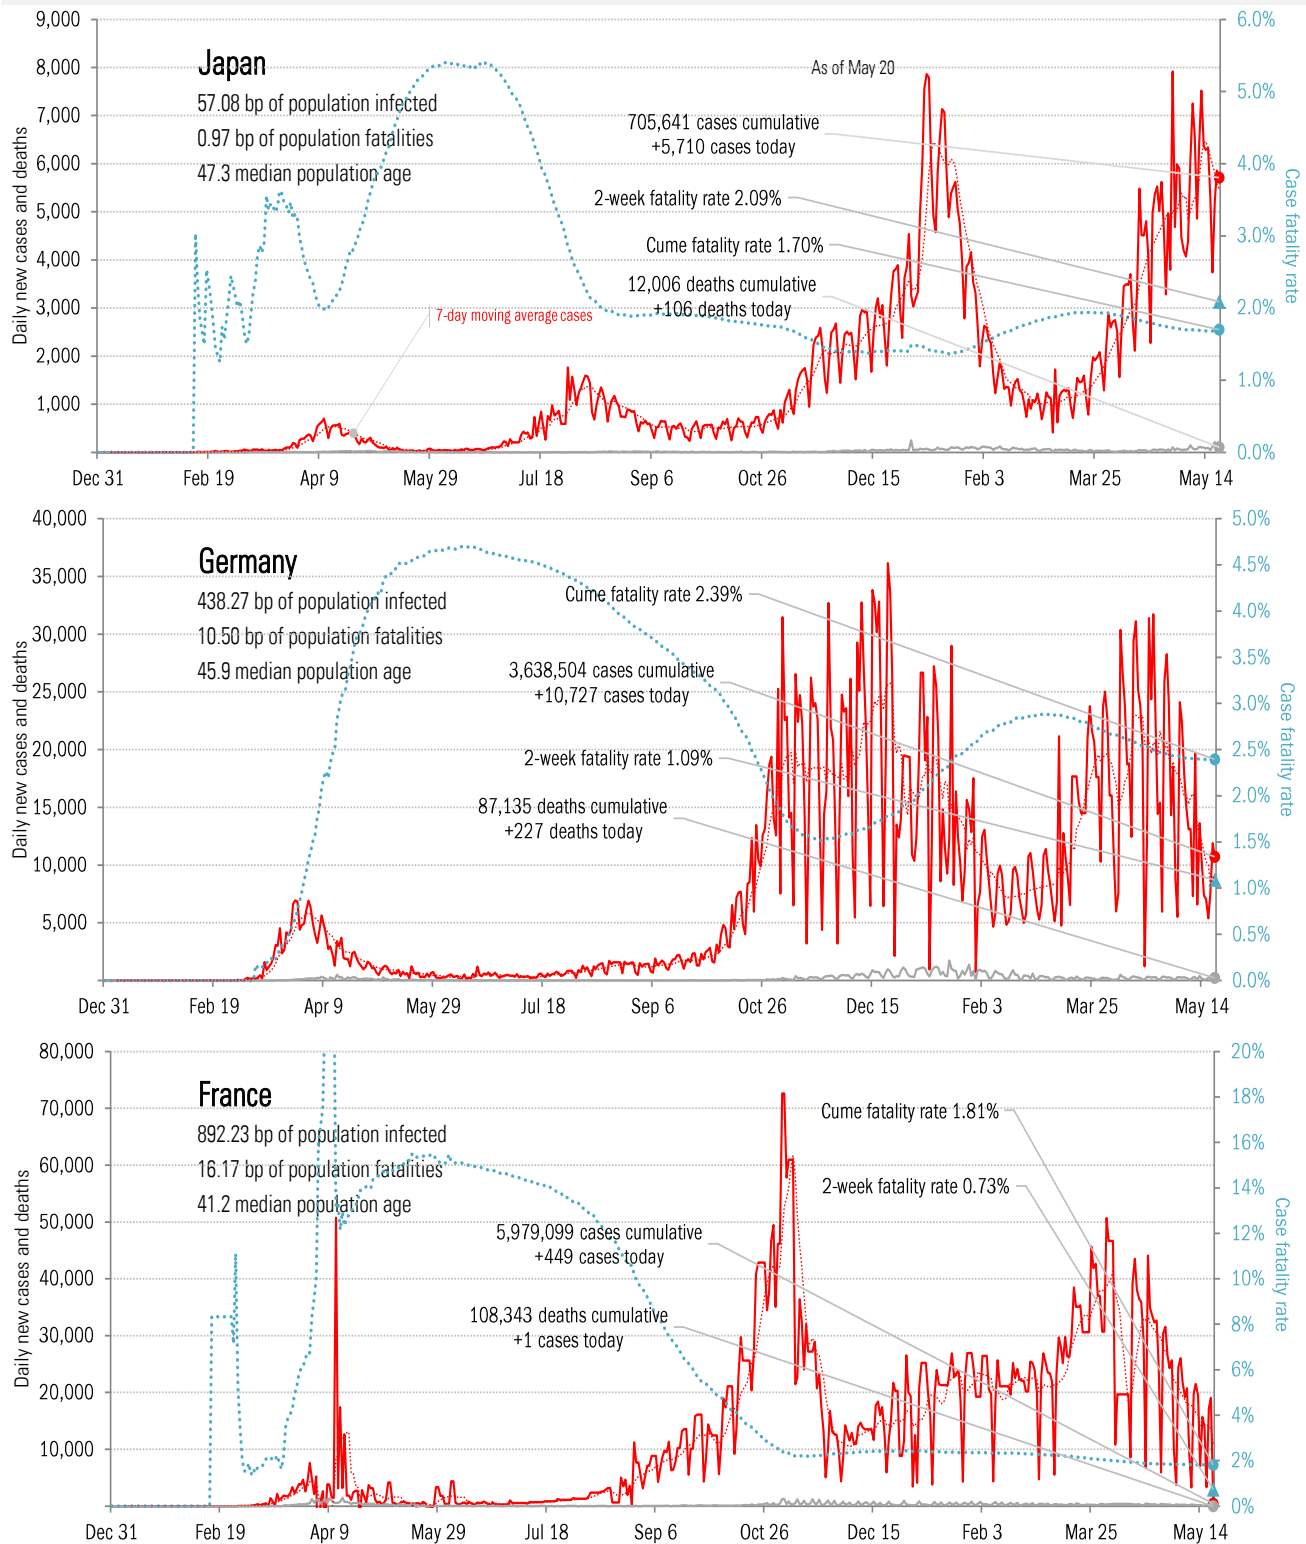 9,000
8,000
7,000
6,000
5,000
4,000
3,000
2,000
1,000
Daily new cases and deaths
6.0%
5.0%
4.0%
3.0%
2.0%
1.0%
0.0%
Case fatality rate
Japan
57.08 bp of population infected
0.97 bp of population fatalities
47.3 median population age
As of May 20
705,641 cases cumulative
+5,710 cases today
2-week fatality rate 2.09%
Cume fatality rate 1.70%
12,006 deaths cumulative
+106 deaths today
7-day moving average cases
Dec 31 Feb 19 Apr 9 May 29 Jul 18 Sep 6 Oct 26 Dec 15 Feb 3 Mar 25 May 14
40,000
35,000
30,000
25,000
20,000
15,000
10,000
5,000
Daily new cases and deaths
5.0%
4.5%
4.0%
3.5%
3.0%
2.5%
2.0%
1.5%
1.0%
0.5%
0.0%
Case fatality rate
Germany
438.27 bp of population infected
10.50 bp of population fatalities
45.9 median population age
Cume fatality rate 2.39%
3,638,504 cases cumulative
+10,727 cases today
2-week fatality rate 1.09%
87,135 deaths cumulative
+227 deaths today
Dec 31 Feb 19 Apr 9 May 29 Jul 18 Sep 6 Oct 26 Dec 15 Feb 3 Mar 25 May 14
80,000
70,000
60,000
50,000
40,000
30,000
20,000
10,000
Daily new cases and deaths
20%
18%
16%
14%
12%
10%
8%
6%
4%
2%
0%
Case fatality rate
France
892.23 bp of population infected
16.17 bp of population fatalities
41.2 median population age
Cume fatality rate 1.81%
2-week fatality rate 0.73%
5,979,099 cases cumulative
+449 cases today
108,343 deaths cumulative
+1 cases today
Dec 31 Feb 19 Apr 9 May 29 Jul 18 Sep 6 Oct 26 Dec 15 Feb 3 Mar 25 May 14